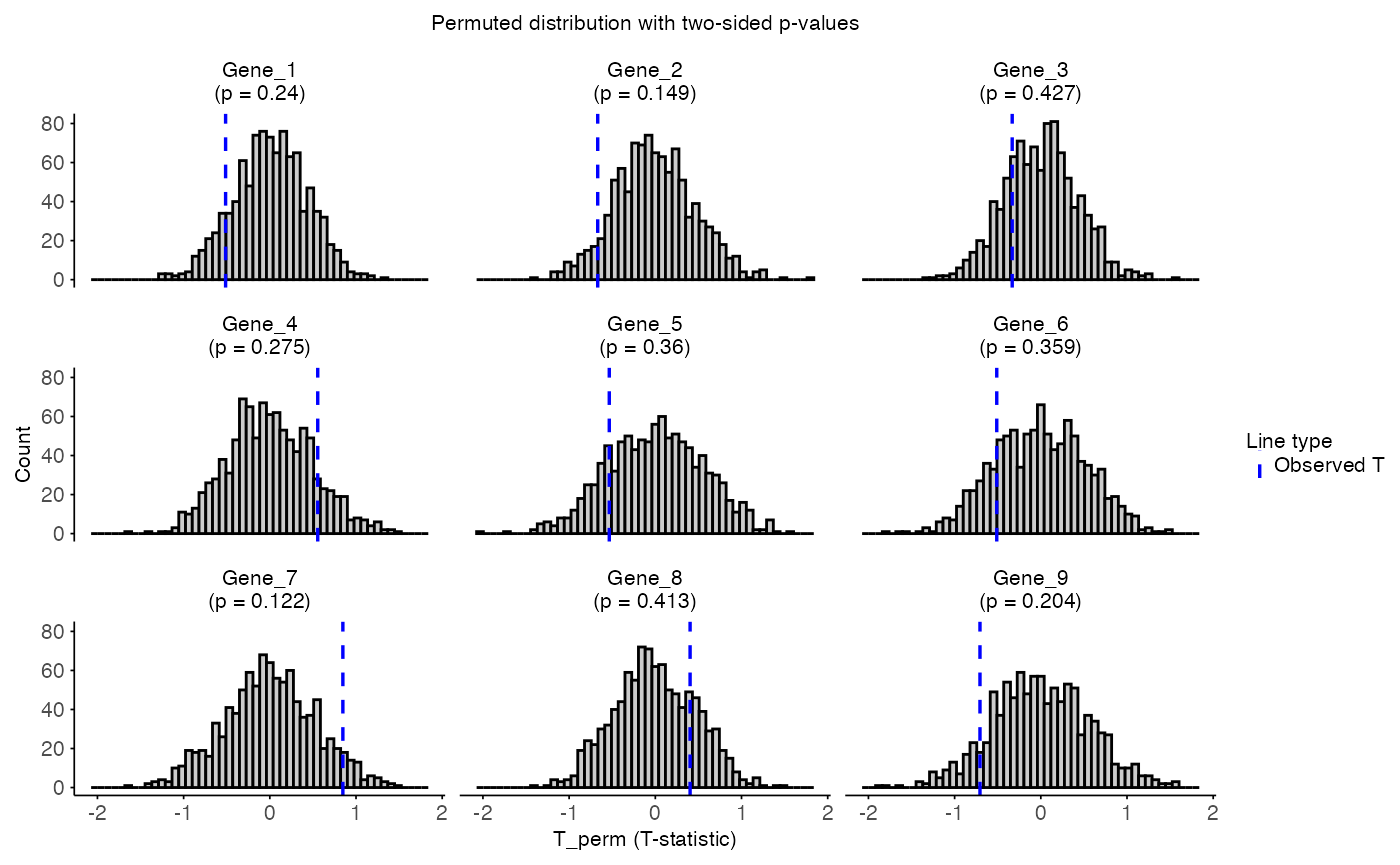 Permuted distribution with two-sided p-values
Gene_1
(p = 0.24)
Gene_2
(p = 0.149)
Gene_3
(p = 0.427)
80
60
40
20
0
Gene_4
(p = 0.275)
Gene_5
(p = 0.36)
Gene_6
(p = 0.359)
80
60
40
20
0
Count
Line type
Observed T
Gene_7
(p = 0.122)
Gene_8
(p = 0.413)
Gene_9
(p = 0.204)
80
60
40
20
0
-2 -1 0 1 2 -2 -1 0 1 2 -2 -1 0 1 2
T_perm (T-statistic)